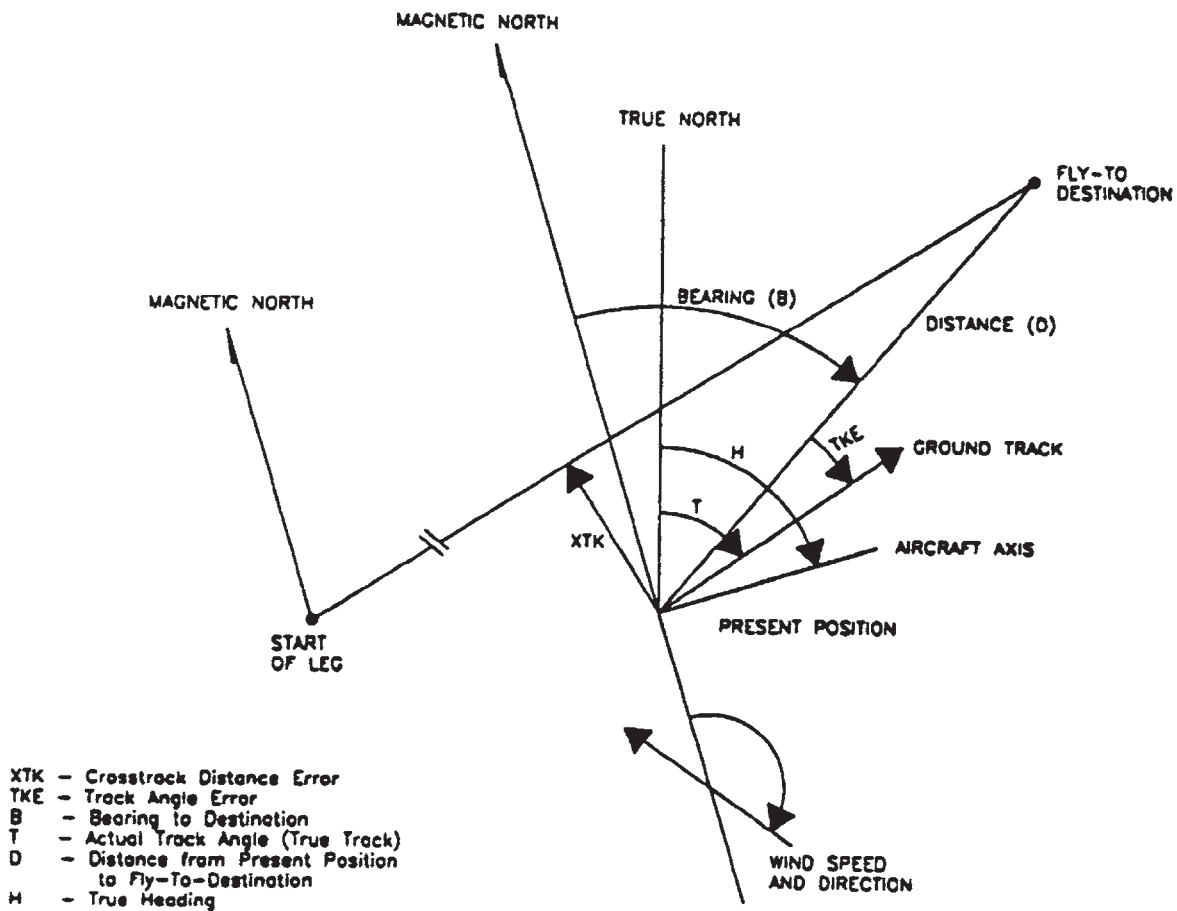 MAGNETIC NORTH
TRUE NORTH
FLY-TO
DESTINATION
MAGNETIC NORTH
BEARING (B)
DISTANCE (D)
TKE
H
GROUND TRACK
T
XTK
AIRCRAFT AXIS
PRESENT POSITION
START
OF LEG
XTK - Crosstrack Distance Error
TKE - Track Angle Error
B - Bearing to Destination
T - Actual Track Angle (True Track)
D - Distance from Present Position
to Fly-To-Destination
H - True Heading
WIND SPEED
AND DIRECTION